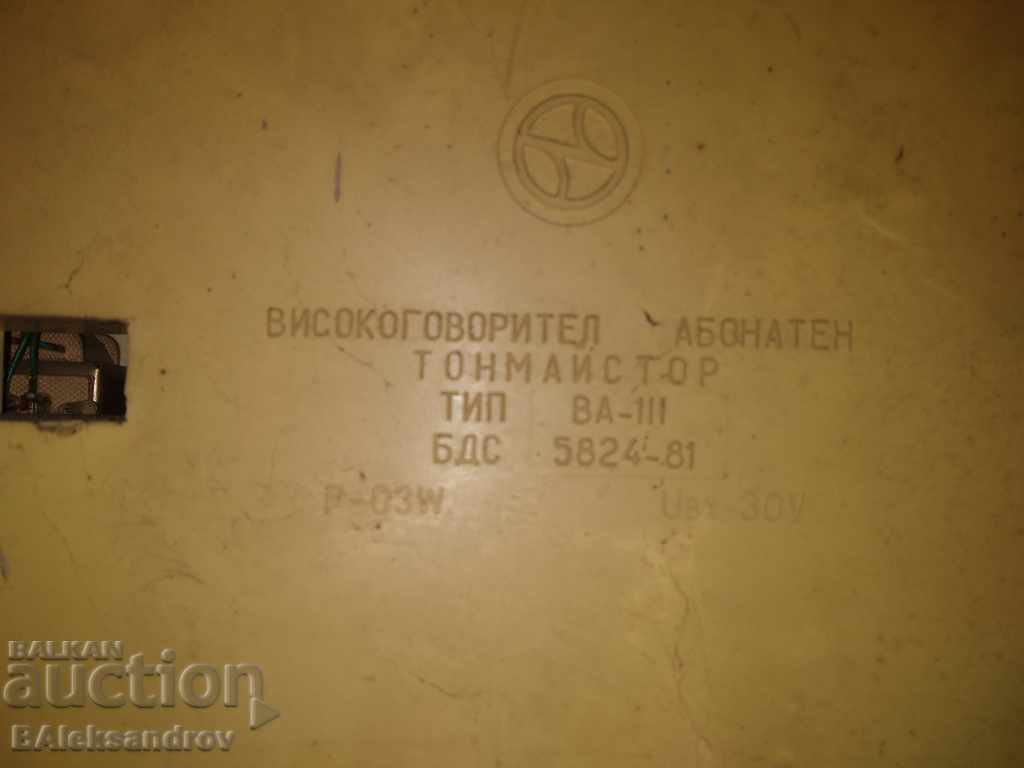 ВИСОКОГОВОРИТЕЛ АБОНАТЕН
ТОНМАЙСТОР
ТИП ВА-111
БДС 5824-81
P-03W Uвх 30V
BALKAN
auction
BAleksandrov